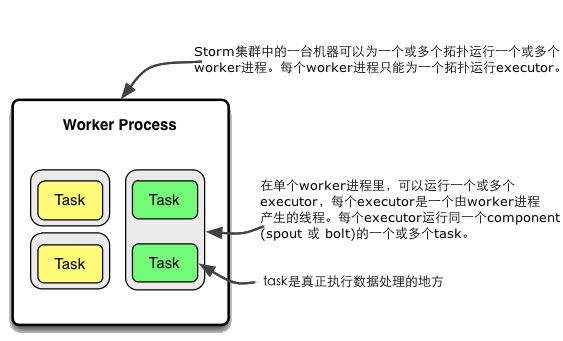 Storm集群中的一台机器可以为一个或多个拓扑运行一个或多个
worker进程。每个worker进程只能为一个拓扑运行executor。
Worker Process
Task
Task
Task
Task
在单个worker进程里，可以运行一个或多个
executor，每个executor是一个由worker进程
产生的线程。每个executor运行同一个component
(spout 或 bolt)的一个或多个task。
task是真正执行数据处理的地方